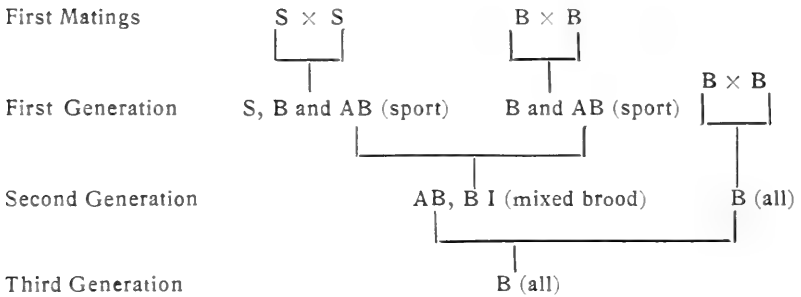 First Matings S × S B × B
B × B
First Generation S, B and AB (sport) B and AB (sport)
Second Generation AB, B I (mixed brood) B (all)
Third Generation B (all)